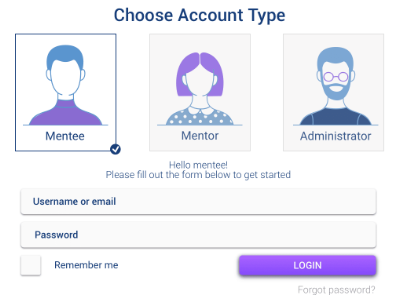 Choose Account Type
Mentee
Mentor
Administrator
Hello mentee!
Please fill out the form below to get started
Username or email
Password
Remember me
LOGIN
Forgot password?